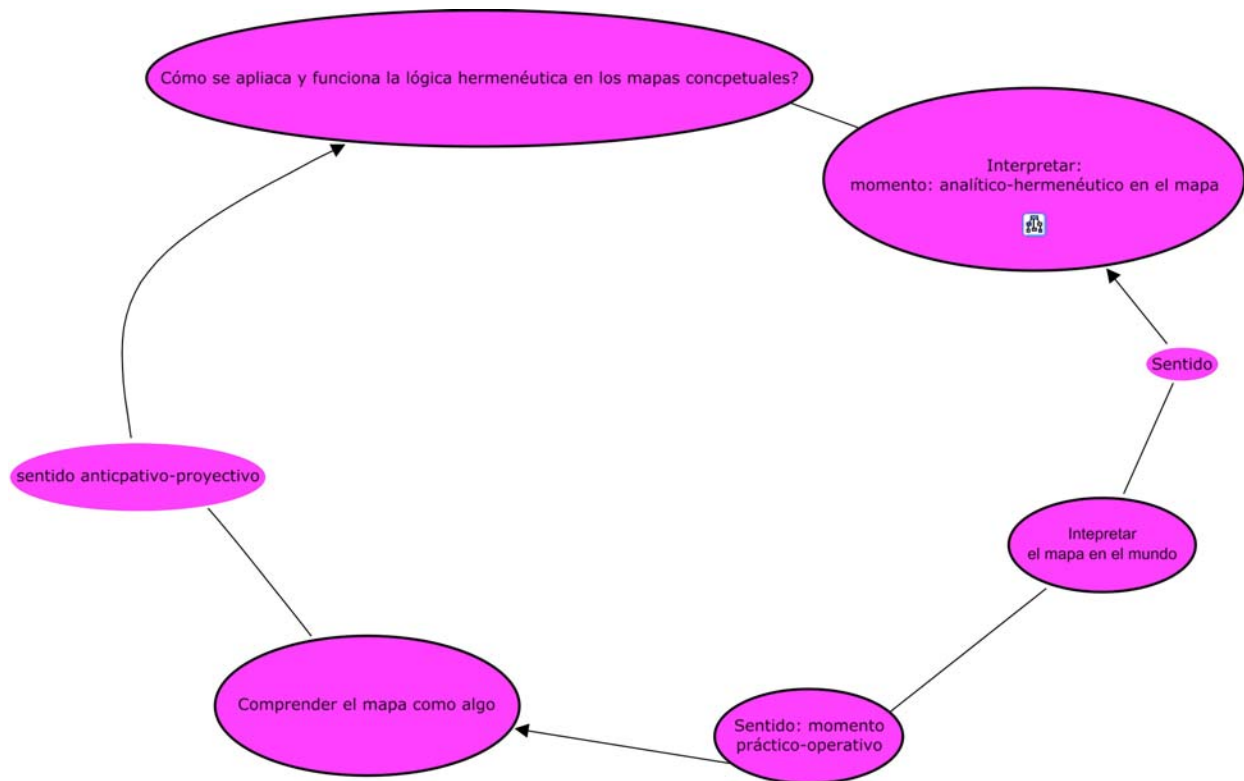 Cómo se apliaca y funciona la lógica hermenéutica en los mapas concpetuales?
Interpretar:
momento: analítico-hermenéutico en el mapa
Sentido
Intepretar
el mapa en el mundo
Sentido: momento
práctico-operativo
Comprender el mapa como algo
sentido anticpativo-proyectivo